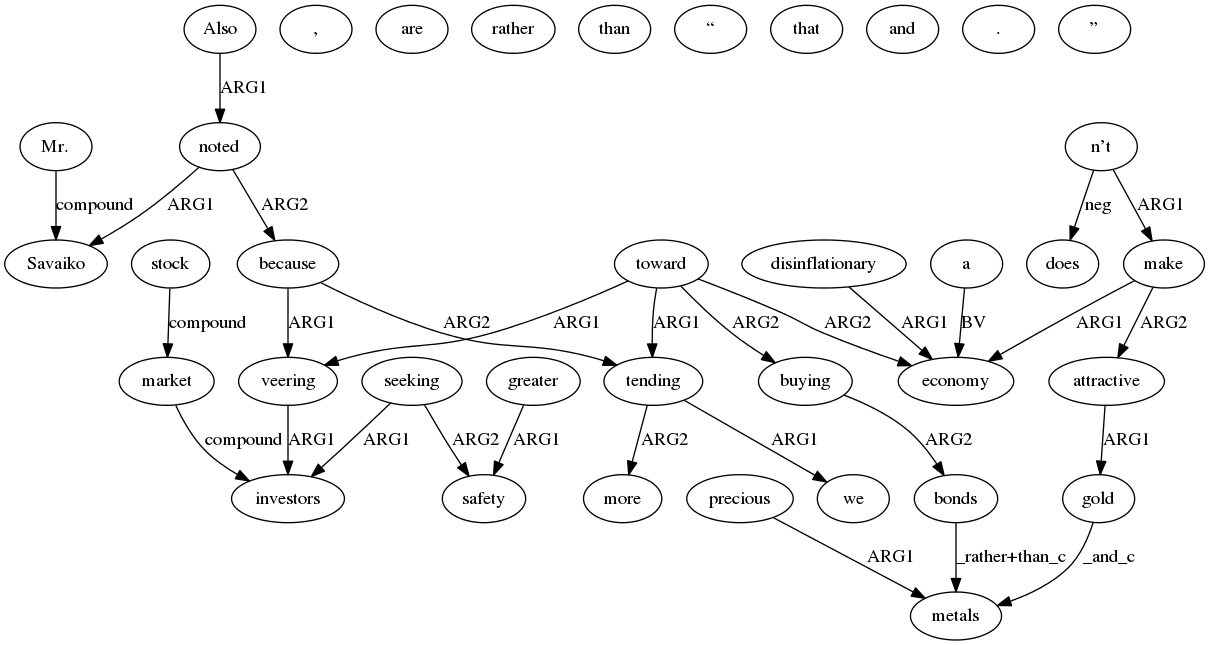 Also , are rather than “ that and . ”
ARG1
Mr. noted n't
compound ARG1 ARG2 neg ARG1
Savaiko stock because toward disinflationary a does make
compound ARG1 ARG2 ARG1 ARG1 ARG2 ARG2 ARG1 BV ARG1 ARG2
market veering seeking greater tending buying economy attractive
compound ARG1 ARG1 ARG2 ARG1 ARG2 ARG1 ARG2 ARG1
investors safety more precious we bonds gold
ARG1 _rather+than_c _and_c
metals